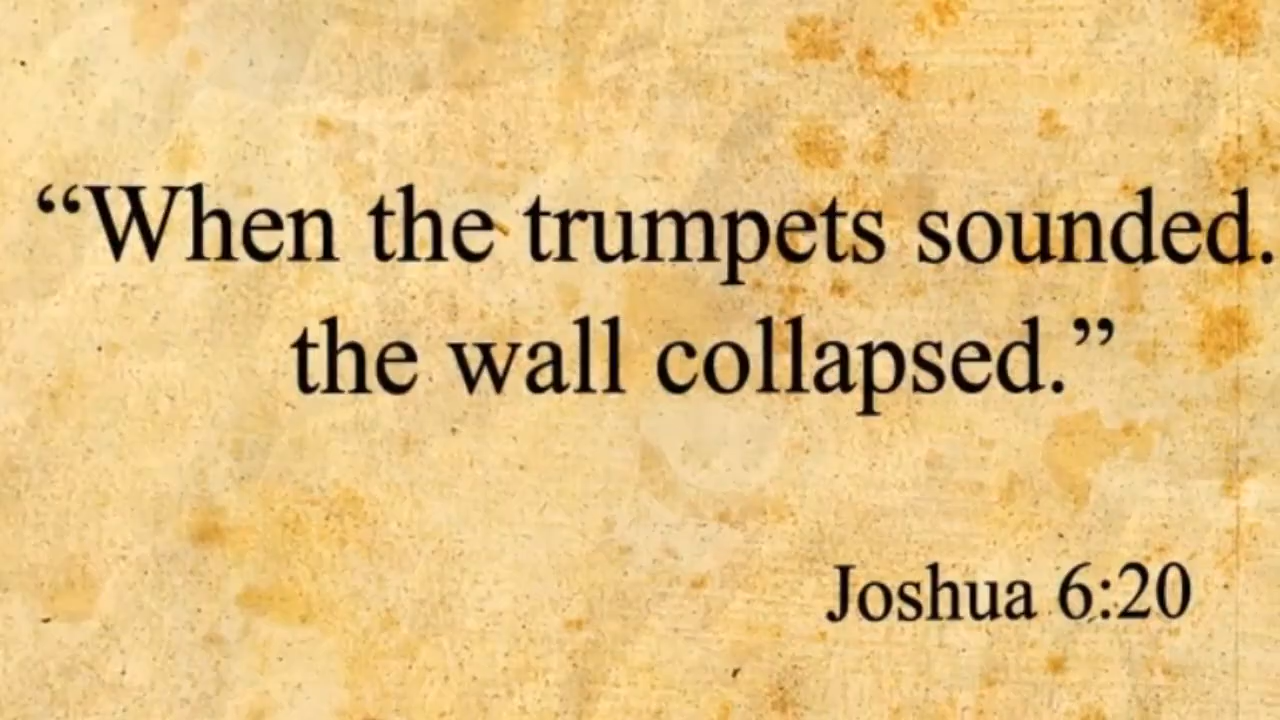 “When the trumpets sounded.
the wall collapsed.”
Joshua 6:20